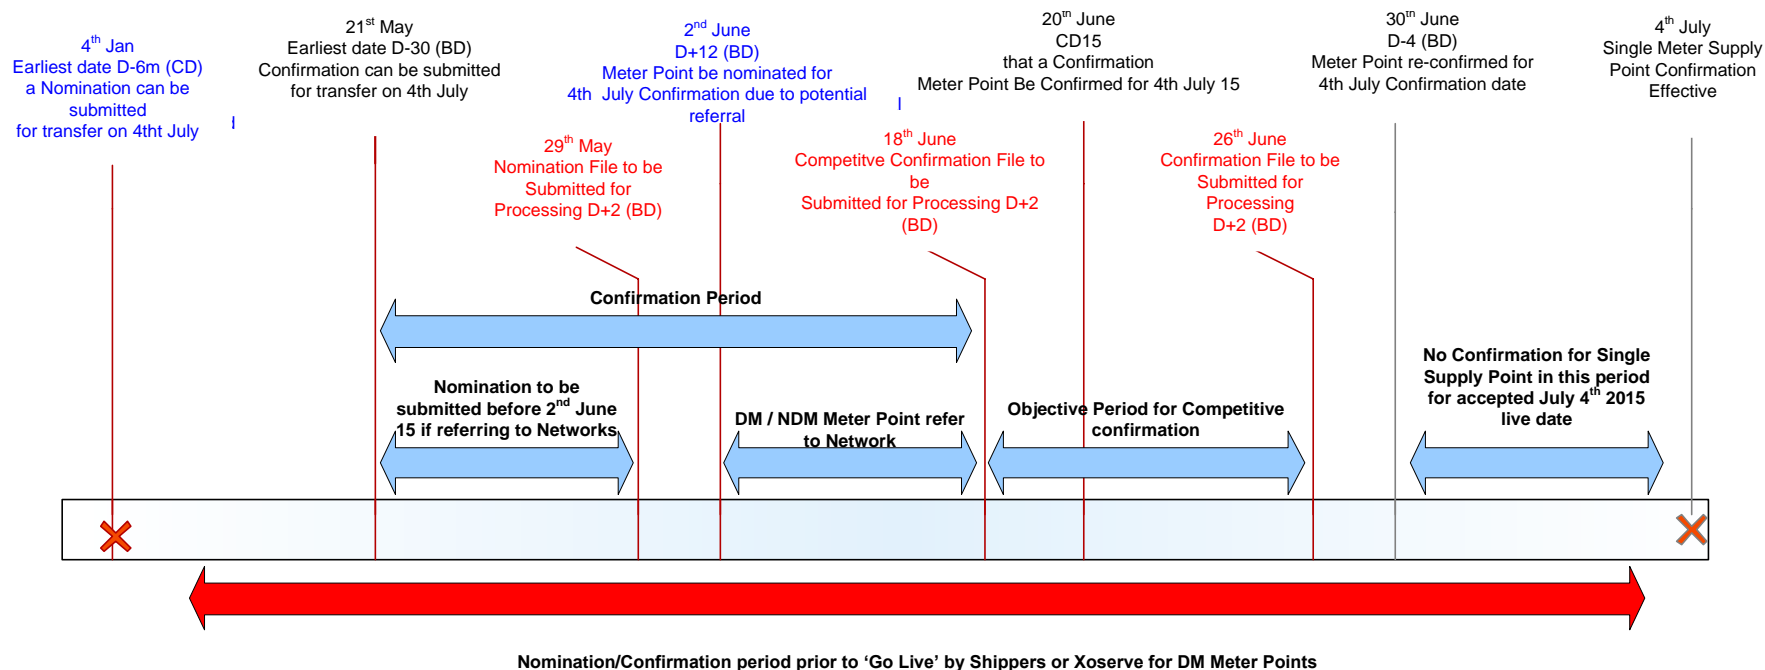 4th Jan
Earliest date D-6m (CD)
a Nomination can be
submitted
for transfer on 4tht July
d
21st May
Earliest date D-30 (BD)
Confirmation can be submitted
for transfer on 4th July
2nd June
D+12 (BD)
Meter Point be nominated for
4th July Confirmation due to potential
referral
l
20th June
CD15
that a Confirmation
Meter Point Be Confirmed for 4th July 15
30th June
D-4 (BD)
Meter Point re-confirmed for
4th July Confirmation date
4th July
Single Meter Supply
Point Confirmation
Effective
29th May
Nomination File to be
Submitted for
Processing D+2 (BD)
18th June
Competitve Confirmation File to
be
Submitted for Processing D+2
(BD)
26th June
Confirmation File to be
Submitted for
Processing
D+2 (BD)
Confirmation Period
Nomination to be
submitted before 2nd June
15 if referring to Networks
DM / NDM Meter Point refer
to Network
Objective Period for Competitive
confirmation
No Confirmation for Single
Supply Point in this period
for accepted July 4th 2015
live date
Nomination/Confirmation period prior to ‘Go Live’ by Shippers or Xoserve for DM Meter Points